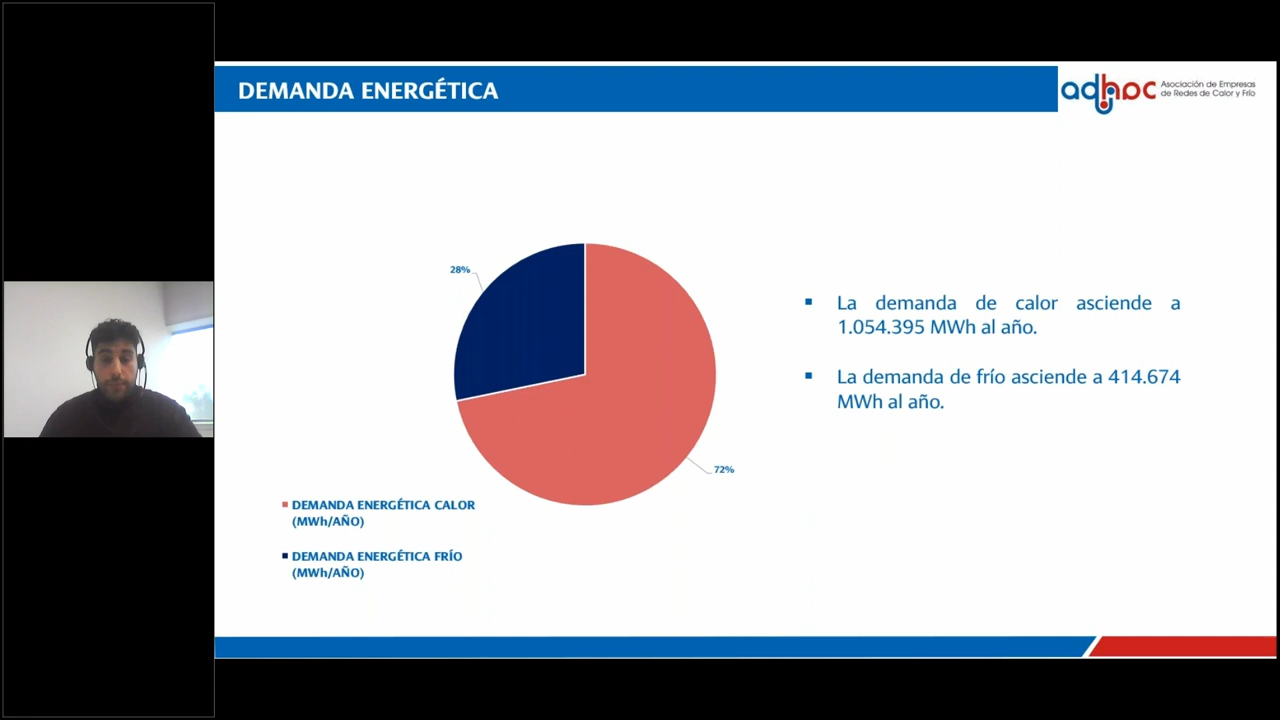 DEMANDA ENERGÉTICA
adhoc
Asociación de Empresas
de Redes de Calor y Frío
28%
72%
DEMANDA ENERGÉTICA CALOR
(MWh/AÑO)
DEMANDA ENERGÉTICA FRÍO
(MWh/AÑO)
La demanda de calor asciende a
1.054.395 MWh al año.
La demanda de frío asciende a 414.674
MWh al año.